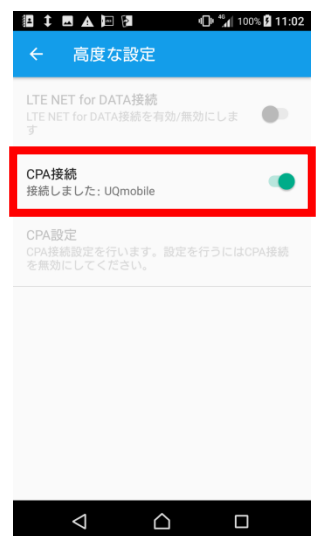 4G 100% 11:02
高度な設定
LTE NET for DATA接続
LTE NET for DATA接続を有効/無効にしま
す
CPA接続
接続しました: UQmobile
CPA設定
CPA接続設定を行います。設定を行うにはCPA接続
を無効にしてください。